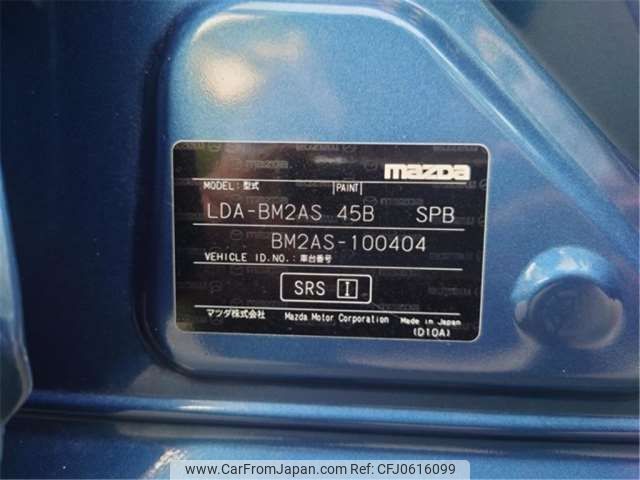 mazda
MODEL:型式 PAINT
LDA-BM2AS 45B SPB
BM2AS-100404
VEHICLE ID.NO.:車台番号
SRS I
マツダ株式会社 Mazda Motor Corporation Made in Japan
(D10A)
www.CarFromJapan.com | CFJ0616099